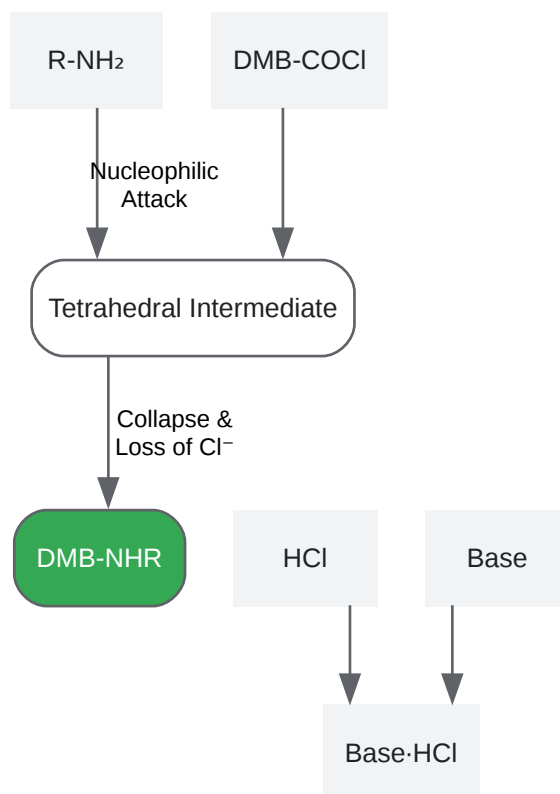 R-NH₂
DMB-COCl
Nucleophilic
Attack
Tetrahedral Intermediate
Collapse &
Loss of Cl⁻
DMB-NHR
HCl
Base
Base·HCl